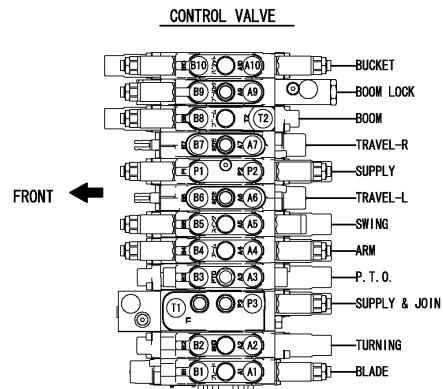 CONTROL VALVE
B10 A10 BUCKET
B9 A9 BOOM LOCK
B8 T2 BOOM
B7 A7 TRAVEL-R
P1 P2 SUPPLY
FRONT
B6 A6 TRAVEL-L
B5 A5 SWING
B4 A4 ARM
B3 A3 P.T.O.
T1 P3 SUPPLY & JOIN
B2 A2 TURNING
B1 A1 BLADE